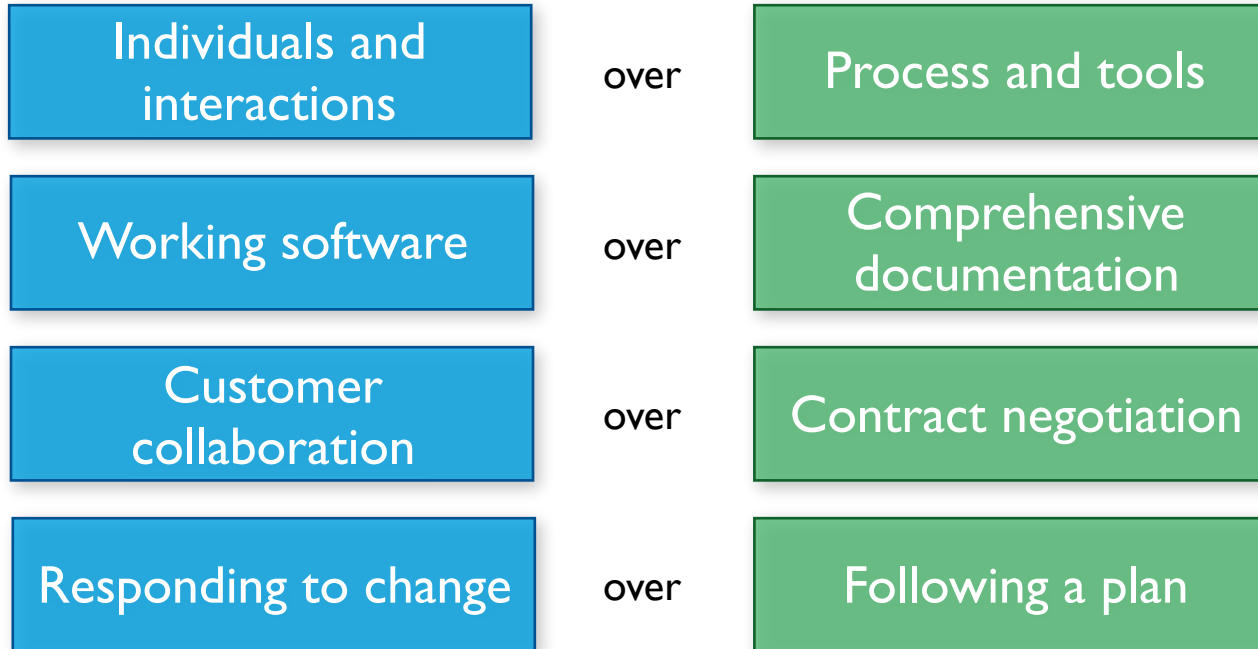 Individuals and
interactions
over
Process and tools
Working software
over
Comprehensive
documentation
Customer
collaboration
over
Contract negotiation
Responding to change
over
Following a plan